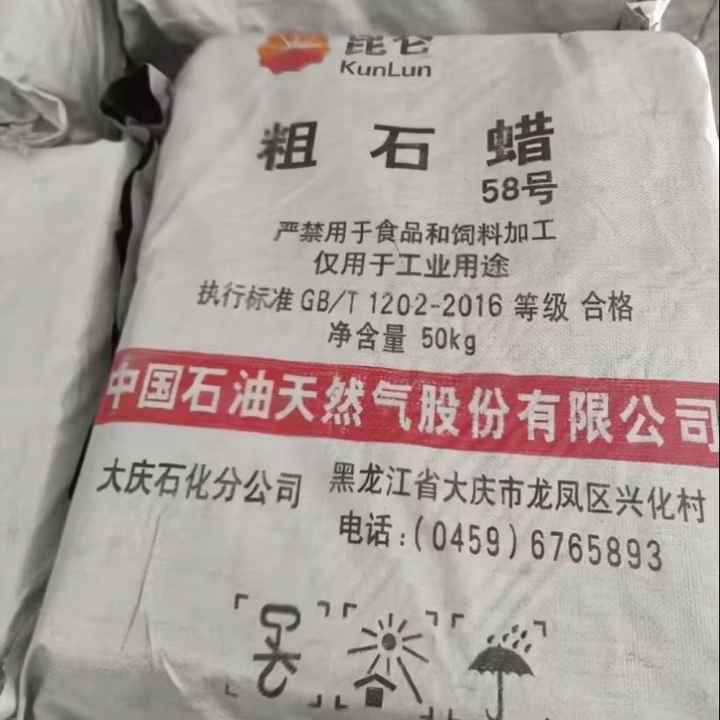 昆仑
KunLun
粗石蜡
58号
严禁用于食品和饲料加工
仅用于工业用途
执行标准 GB/T 1202-2016 等级 合格
净含量 50kg
中国石油天然气股份有限公司
大庆石化分公司 黑龙江省大庆市龙凤区兴化村
电话:(0459)6765893